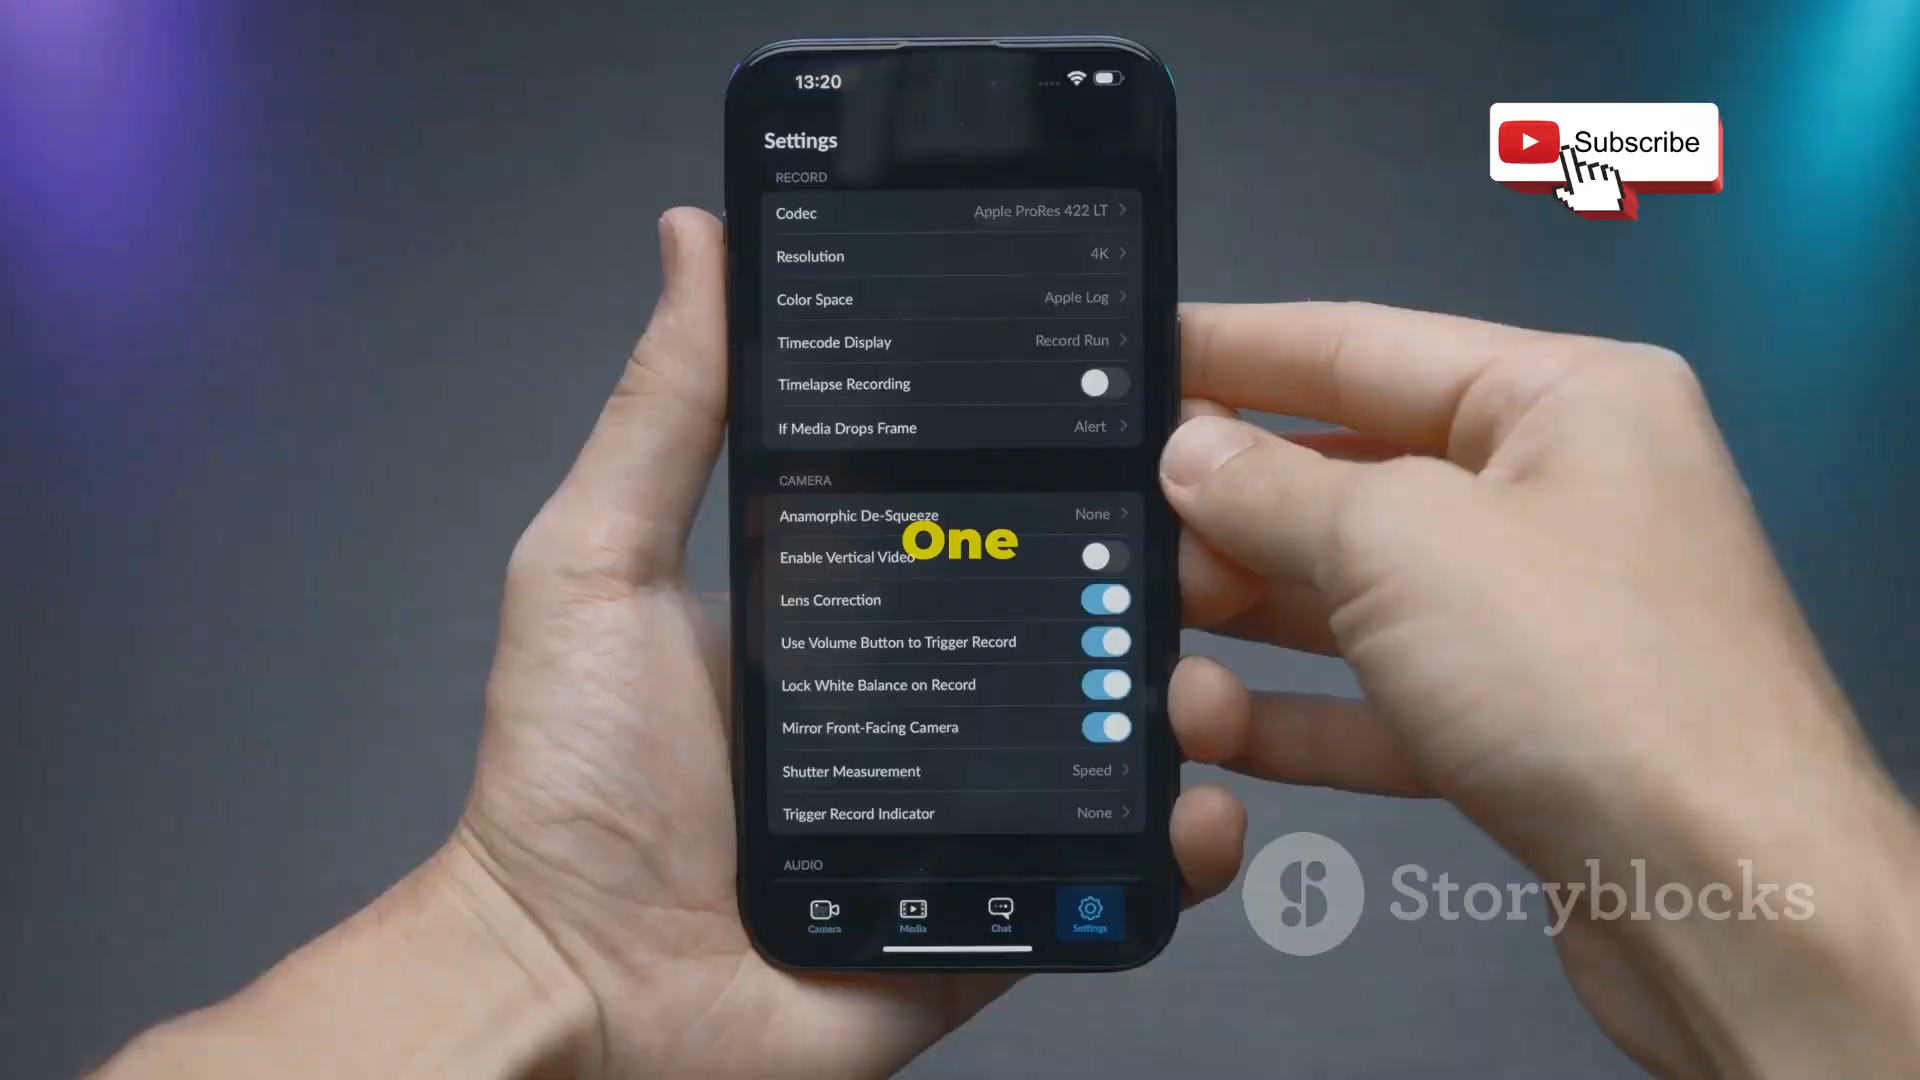 13:20
Subscribe
Settings
RECORD
Codec Apple ProRes 422 LT
Resolution 4K
Color Space Apple Log
Timecode Display Record Run
Timelapse Recording
If Media Drops Frame Alert
CAMERA
Anamorphic De-Squeeze None
One
Enable Vertical Video
Lens Correction
Use Volume Button to Trigger Record
Lock White Balance on Record
Mirror Front-Facing Camera
Shutter Measurement Speed
Trigger Record Indicator None
AUDIO
Storyblocks
Camera Media Chat Settings